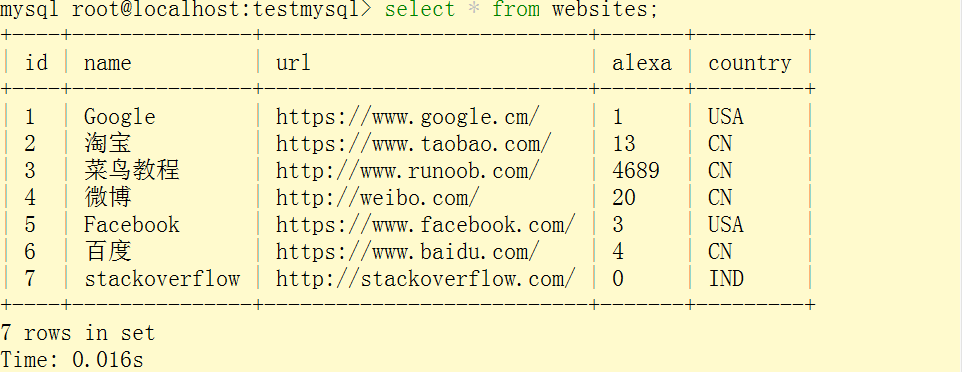 mysql root@localhost:testmysql> select * from websites;
+----+---------------+---------------------------+-------+---------+
| id | name          | url                       | alexa | country |
+----+---------------+---------------------------+-------+---------+
| 1  | Google        | https://www.google.cm/    | 1     | USA     |
| 2  | 淘宝          | https://www.taobao.com/   | 13    | CN      |
| 3  | 菜鸟教程      | http://www.runoob.com/    | 4689  | CN      |
| 4  | 微博          | http://weibo.com/         | 20    | CN      |
| 5  | Facebook      | https://www.facebook.com/ | 3     | USA     |
| 6  | 百度          | https://www.baidu.com/    | 4     | CN      |
| 7  | stackoverflow | http://stackoverflow.com/ | 0     | IND     |
+----+---------------+---------------------------+-------+---------+
7 rows in set
Time: 0.016s